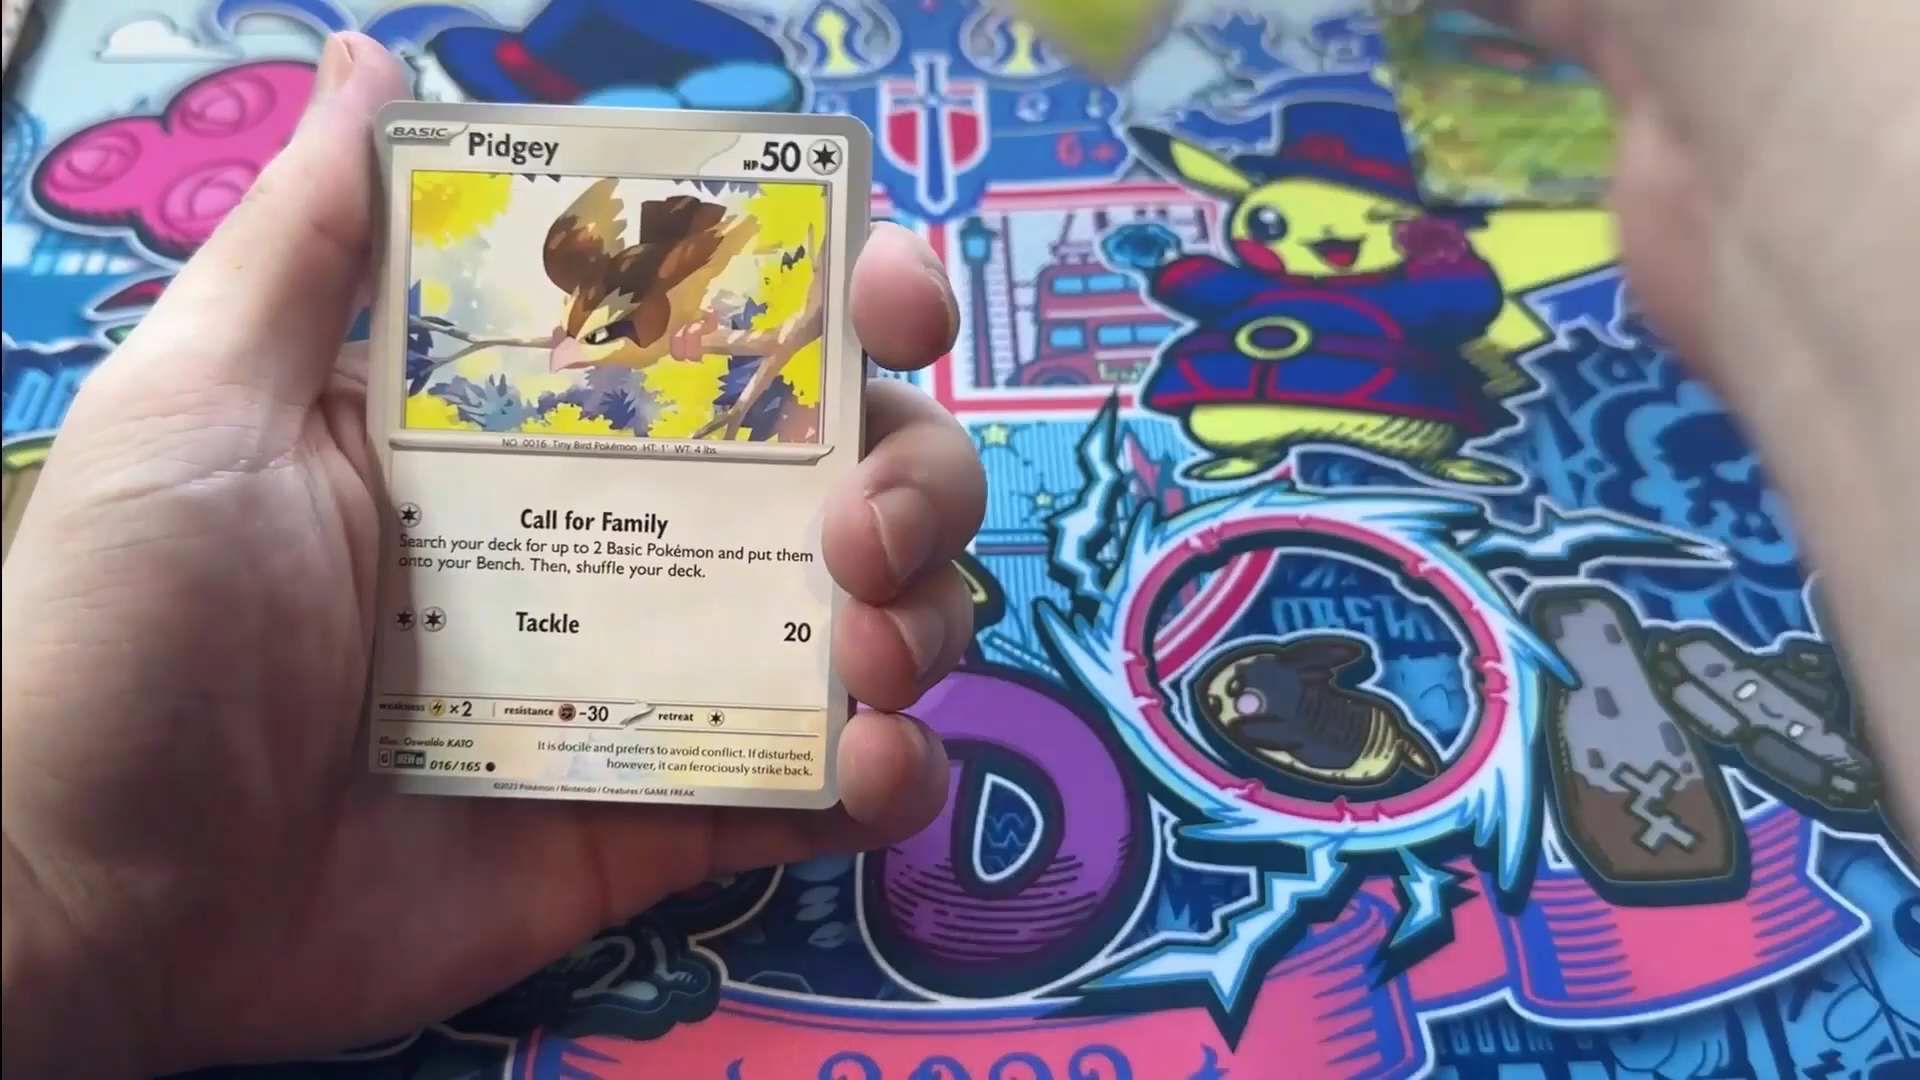 BASIC Pidgey HP 50
NO. 0016 Tiny Bird Pokémon HT: 1' WT: 4 lbs
Call for Family
Search your deck for up to 2 Basic Pokémon and put them
onto your Bench. Then, shuffle your deck.
Tackle 20
weakness ×2 resistance -30 retreat
Illus. Oswaldo KATO
It is docile and prefers to avoid conflict. If disturbed,
however, it can ferociously strike back.
G MEW EN 016/165
©2023 Pokémon / Nintendo / Creatures / GAME FREAK
2022